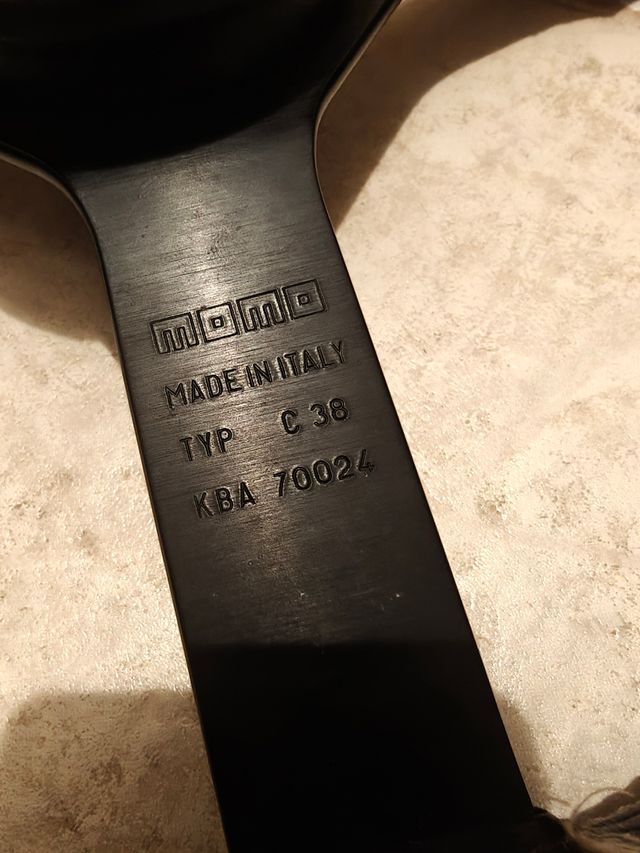 momo
MADE IN ITALY
TYP C 38
KBA 70024